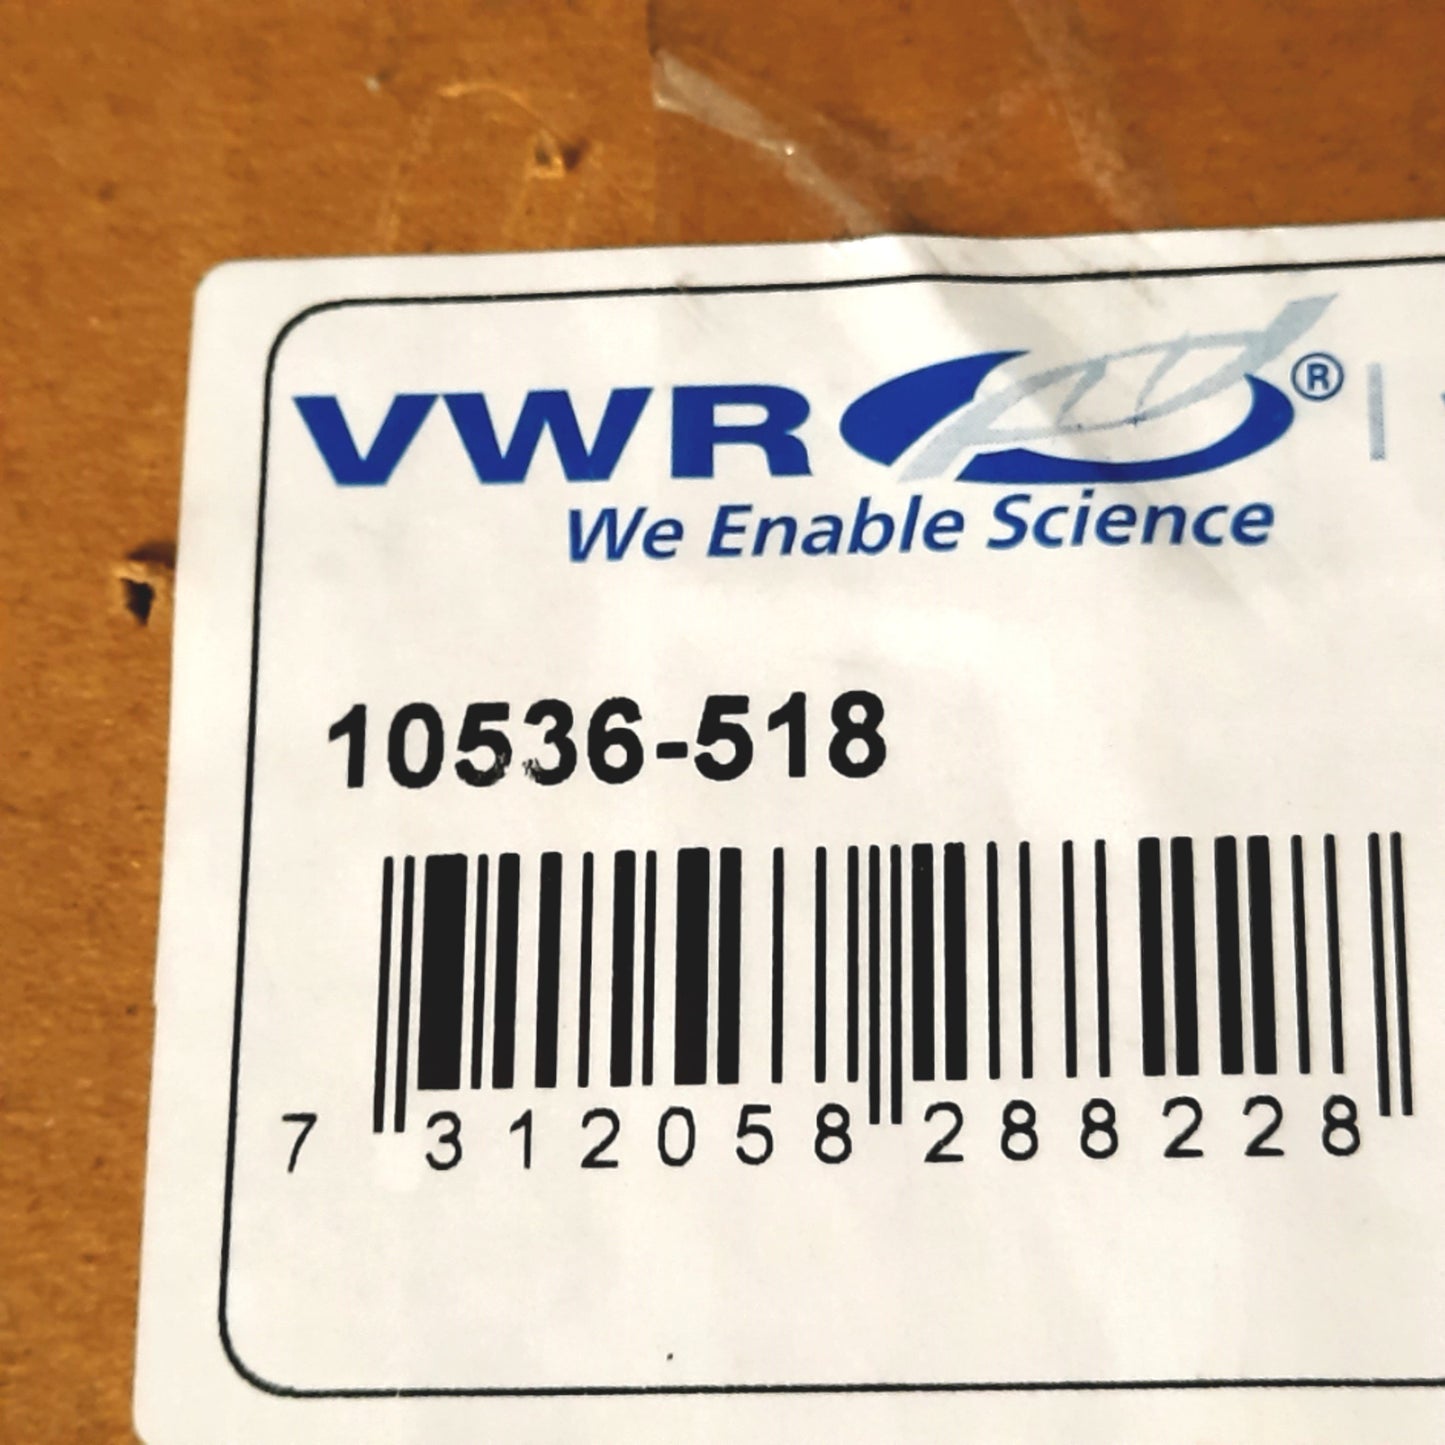 VWR®
We Enable Science
10536-518
7 312058 288228